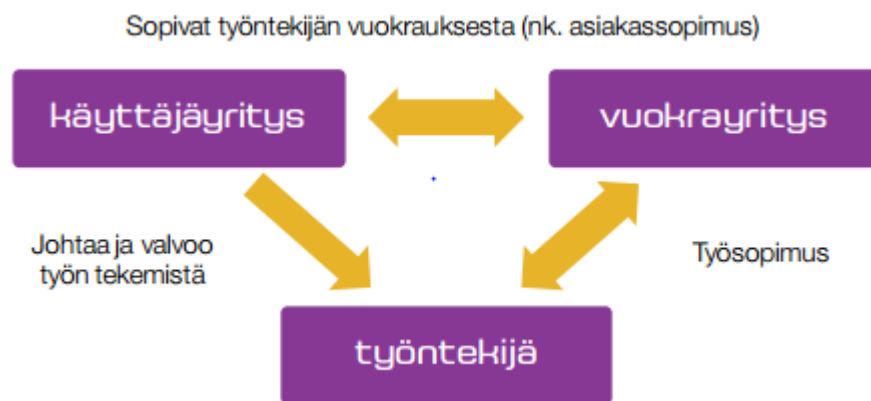 Sopivat työntekijän vuokrauksesta (nk. asiakassopimus)
käyttäjäyritys
vuokrayritys
Johtaa ja valvoo
työn tekemistä
Työsopimus
työntekijä